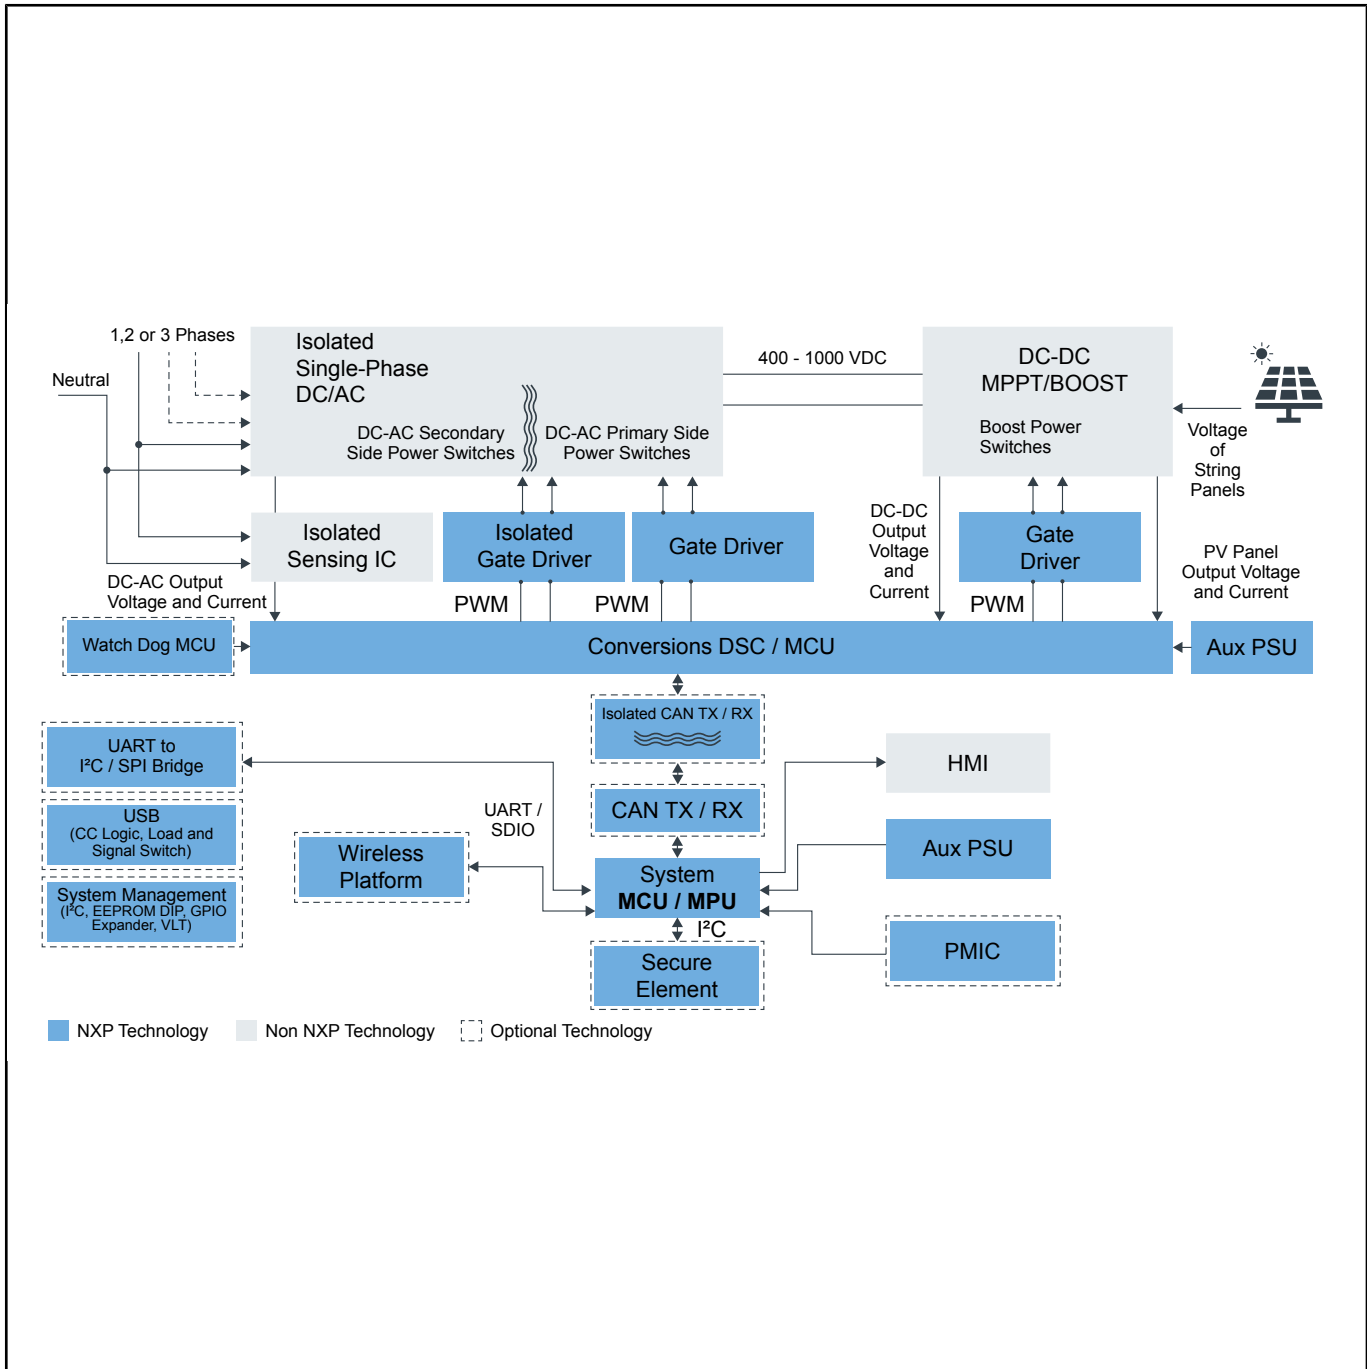 1,2 or 3 Phases
Neutral
Isolated
Single-Phase
DC/AC
DC-AC Secondary
Side Power Switches
DC-AC Primary Side
Power Switches
400 - 1000 VDC
DC-DC
MPPT/BOOST
Boost Power
Switches
Voltage
of
String
Panels
Isolated
Sensing IC
Isolated
Gate Driver
Gate Driver
DC-DC
Output
Voltage
and
Current
Gate
Driver
PV Panel
Output Voltage
and Current
DC-AC Output
Voltage and Current
PWM
PWM
PWM
Watch Dog MCU
Conversions DSC / MCU
Aux PSU
Isolated CAN TX / RX
UART to
I²C / SPI Bridge
HMI
USB
(CC Logic, Load and
Signal Switch)
UART /
SDIO
CAN TX / RX
Wireless
Platform
Aux PSU
System
MCU / MPU
System Management
(I²C, EEPROM DIP, GPIO
Expander, VLT)
I²C
PMIC
Secure
Element
NXP Technology
Non NXP Technology
Optional Technology